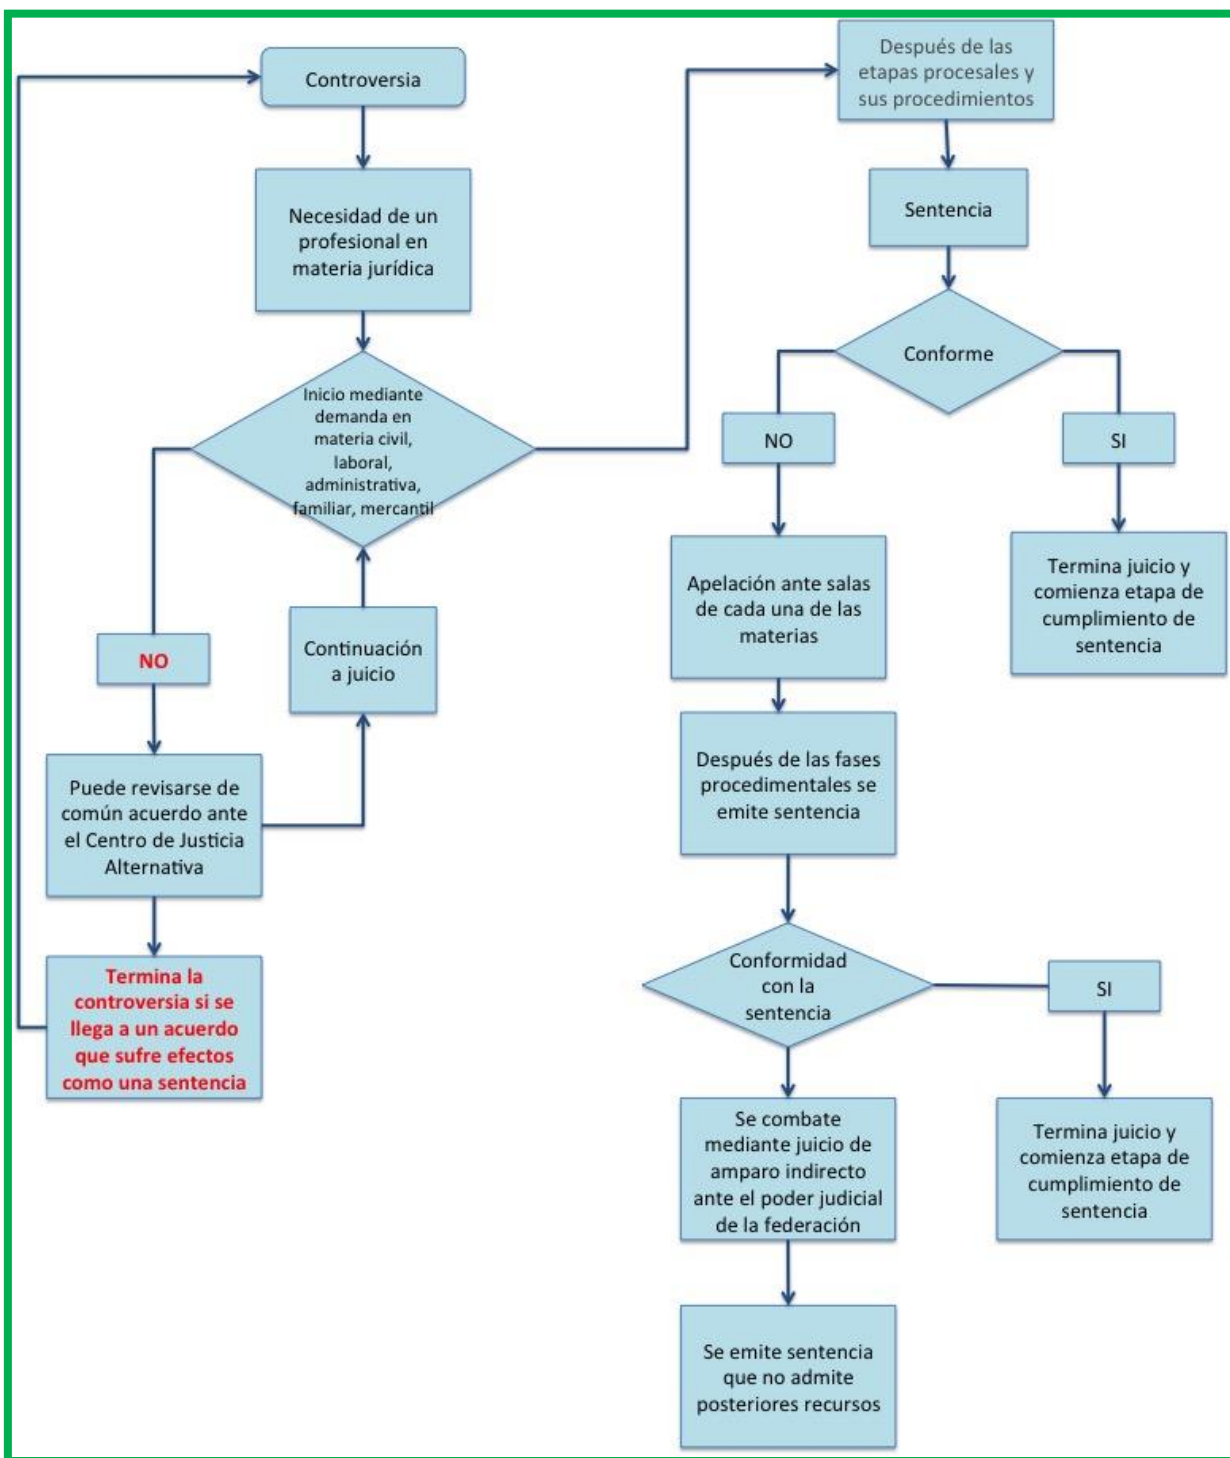 Controversia
Necesidad de un
profesional en
materia jurídica
Inicio mediante
demanda en
materia civil,
laboral,
administrativa,
familiar, mercantil
NO
Continuación
a juicio
Puede revisarse de
común acuerdo ante
el Centro de Justicia
Alternativa
Termina la
controversia si se
llega a un acuerdo
que sufre efectos
como una sentencia
Después de las
etapas procesales y
sus procedimientos
Sentencia
Conforme
NO
SI
Apelación ante salas
de cada una de las
materias
Termina juicio y
comienza etapa de
cumplimiento de
sentencia
Después de las fases
procedimentales se
emite sentencia
Conformidad
con la
sentencia
SI
Se combate
mediante juicio de
amparo indirecto
ante el poder judicial
de la federación
Termina juicio y
comienza etapa de
cumplimiento de
sentencia
Se emite sentencia
que no admite
posteriores recursos